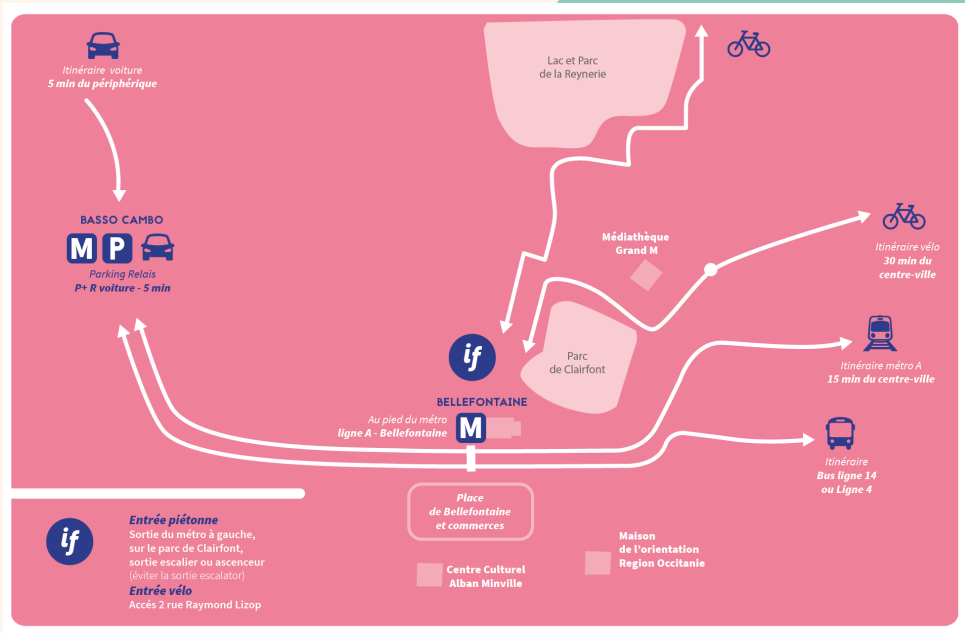 Itinéraire voiture
5 min du périphérique
Lac et Parc
de la Reynerie
BASSO CAMBO
M P
Parking Relais
P+ R voiture - 5 min
Médiathèque
Grand M
Itinéraire vélo
30 min du
centre-ville
Itinéraire métro A
15 min du centre-ville
if
Parc
de Clairfont
BELLEFONTAINE
Au pied du métro
ligne A - Bellefontaine
M
Itinéraire
Bus ligne 14
ou Ligne 4
Place
de Bellefontaine
et commerces
if
Entrée piétonne
Sortie du métro à gauche,
sur le parc de Clairfont,
sortie escalier ou ascenceur
(éviter la sortie escalator)
Entrée vélo
Accés 2 rue Raymond Lizop
Centre Culturel
Alban Minville
Maison
de l'orientation
Region Occitanie